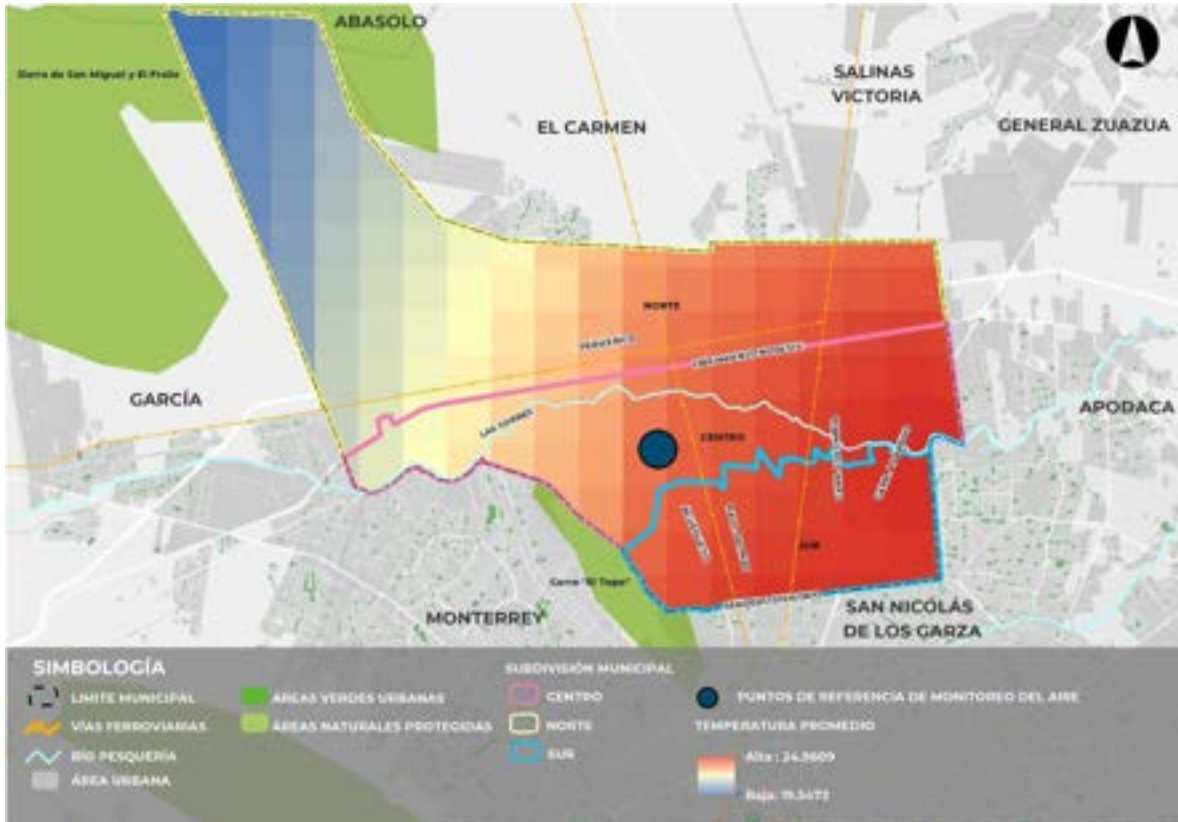 ABASOLO
Sierra de San Miguel y El Fraile
SALINAS
VICTORIA
EL CARMEN
GENERAL ZUAZUA
NORTE
GARCÍA
APODACA
CENTRO
SUR
Cerro "El Topo"
MONTERREY
SAN NICOLÁS
DE LOS GARZA
SIMBOLOGÍA
LIMITE MUNICIPAL
VÍAS FERROVIARIAS
RÍO PESQUERÍA
ÁREA URBANA
ÁREAS VERDES URBANAS
ÁREAS NATURALES PROTEGIDAS
SUBDIVISIÓN MUNICIPAL
CENTRO
NORTE
SUR
PUNTOS DE REFERENCIA DE MONITOREO DEL AIRE
TEMPERATURA PROMEDIO
Alta : 24.9609
Baja: 19.5472